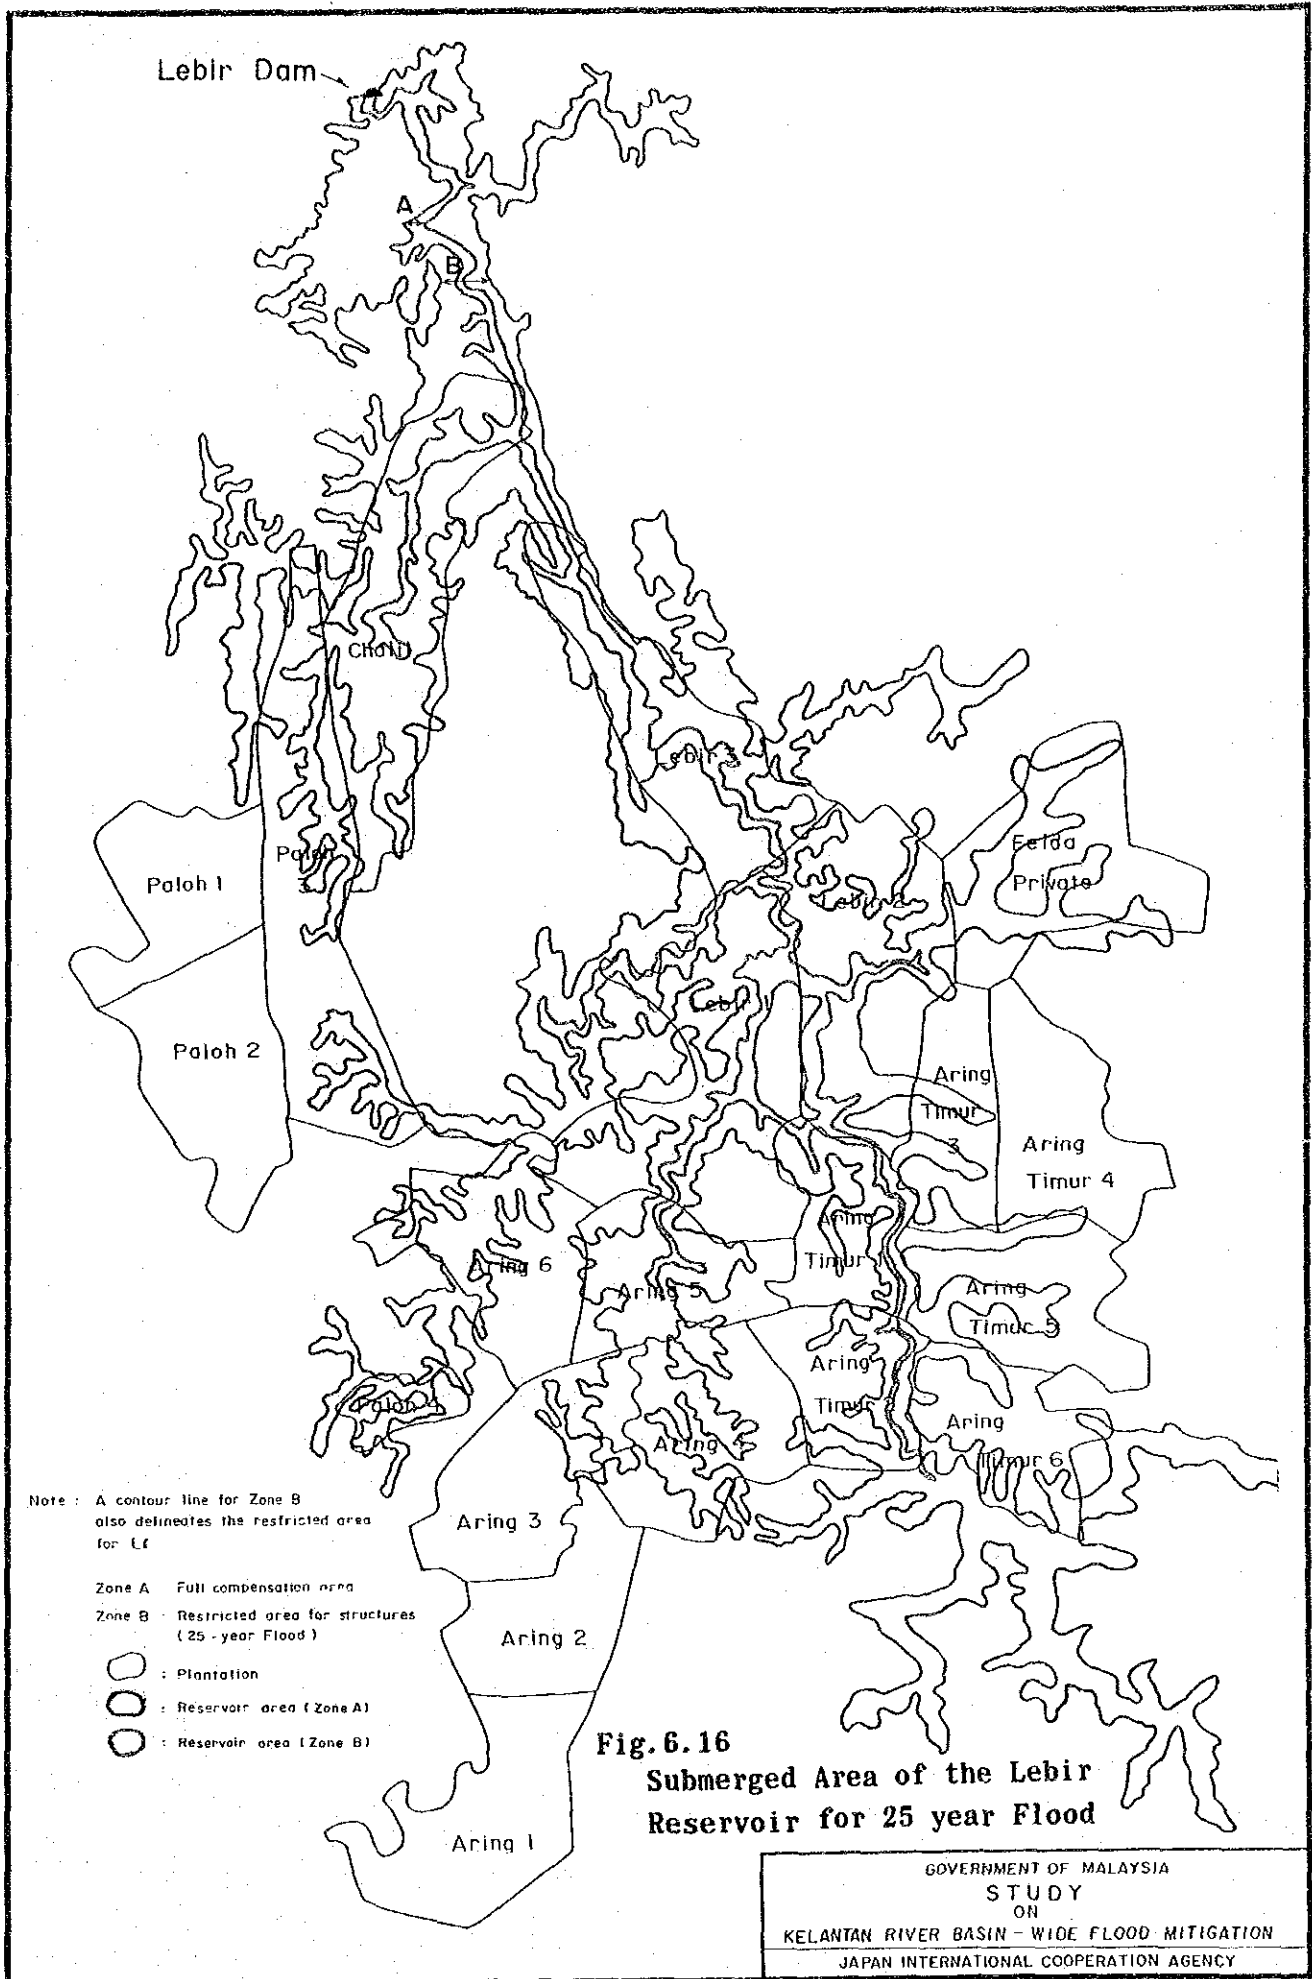 Lebir Dam
A
B
Chalil
Lebir 3
Felda
Private
Paloh 1
Paloh
3
Lebir 2
Lebir 1
Paloh 2
Aring
Timur
3
Aring
Timur 4
Aring
Timur 1
Aring 6
Aring 5
Aring
Timur 5
Aring
Timur
Paloh 4
Aring
Timur 6
Aring 4
Note : A contour line for Zone B
also delineates the restricted area
for
Aring 3
Zone A Full compensation area
Zone B Restricted area for structures
( 25 - year Flood )
Aring 2
: Plantation
: Reservoir area ( Zone A )
: Reservoir area ( Zone B )
Fig. 6. 16
Submerged Area of the Lebir
Reservoir for 25 year Flood
Aring 1
GOVERNMENT OF MALAYSIA
STUDY
ON
KELANTAN RIVER BASIN - WIDE FLOOD MITIGATION
JAPAN INTERNATIONAL COOPERATION AGENCY